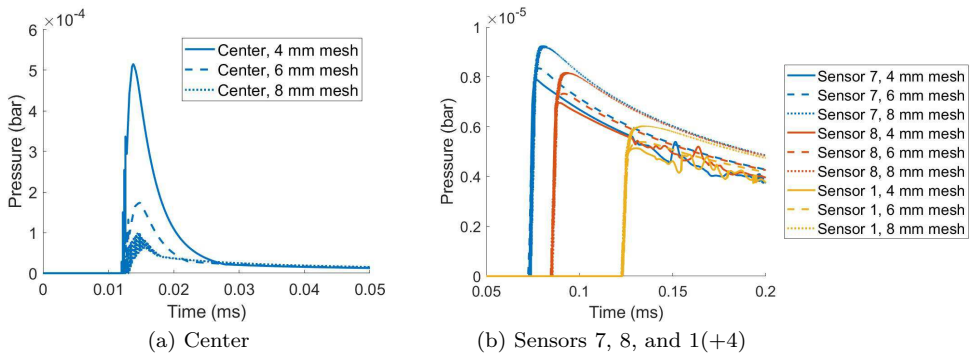 ×10⁻⁴
6
5
4
3
2
1
0
Pressure (bar)
0
0.01
0.02
0.03
0.04
0.05
Time (ms)
Center, 4 mm mesh
Center, 6 mm mesh
Center, 8 mm mesh
(a) Center
×10⁻⁵
1
0.8
0.6
0.4
0.2
0
Pressure (bar)
0.05
0.1
0.15
0.2
Time (ms)
Sensor 7, 4 mm mesh
Sensor 7, 6 mm mesh
Sensor 7, 8 mm mesh
Sensor 8, 4 mm mesh
Sensor 8, 6 mm mesh
Sensor 8, 8 mm mesh
Sensor 1, 4 mm mesh
Sensor 1, 6 mm mesh
Sensor 1, 8 mm mesh
(b) Sensors 7, 8, and 1(+4)